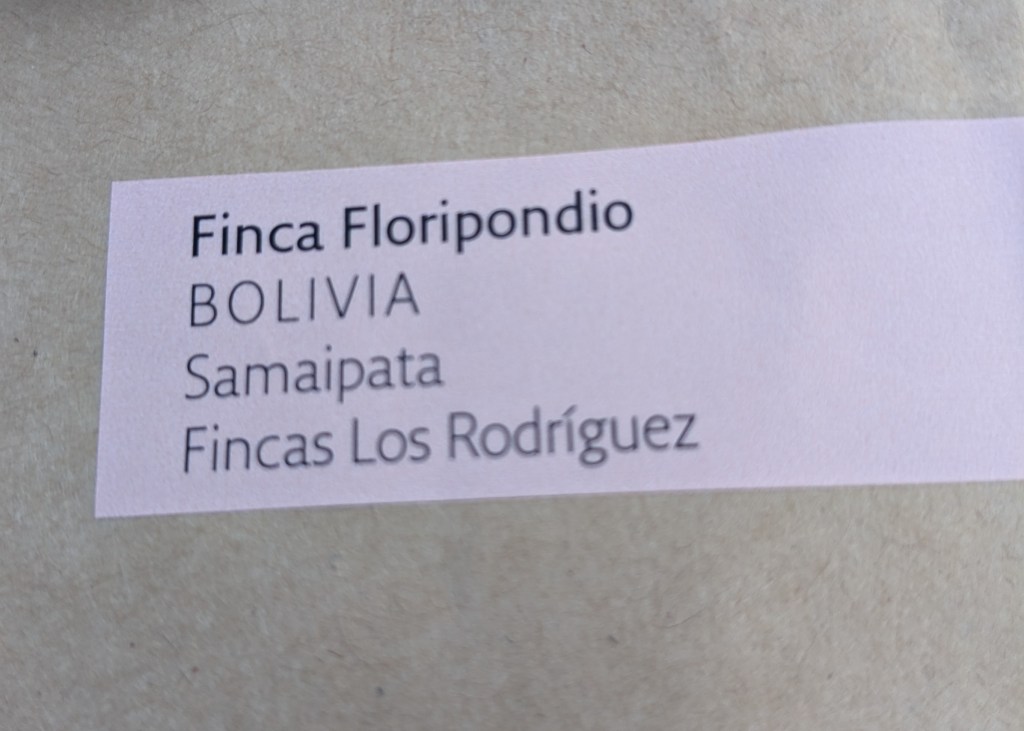 Finca Floripondio
BOLIVIA
Samaipata
Fincas Los Rodríguez